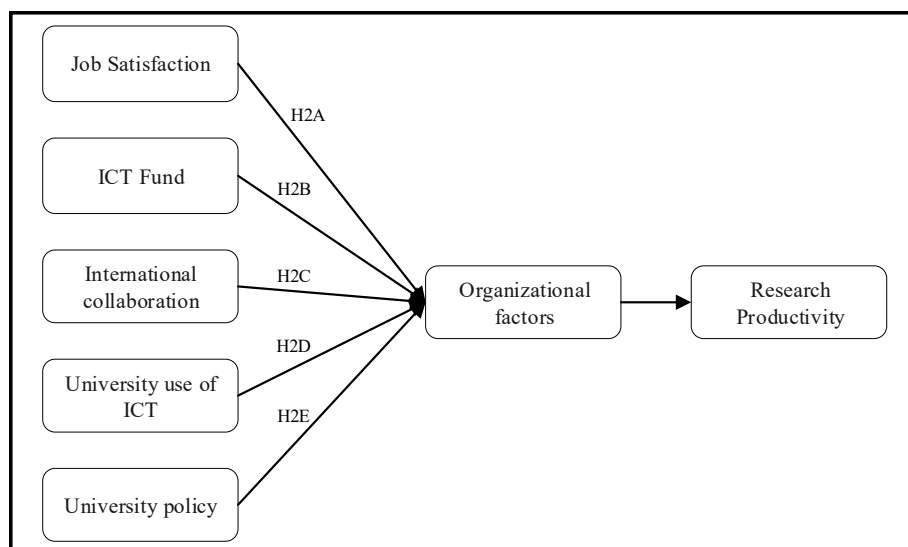 Job Satisfaction
H2A
ICT Fund
H2B
International
collaboration
H2C
Organizational
factors
Research
Productivity
H2D
University use of
ICT
H2E
University policy